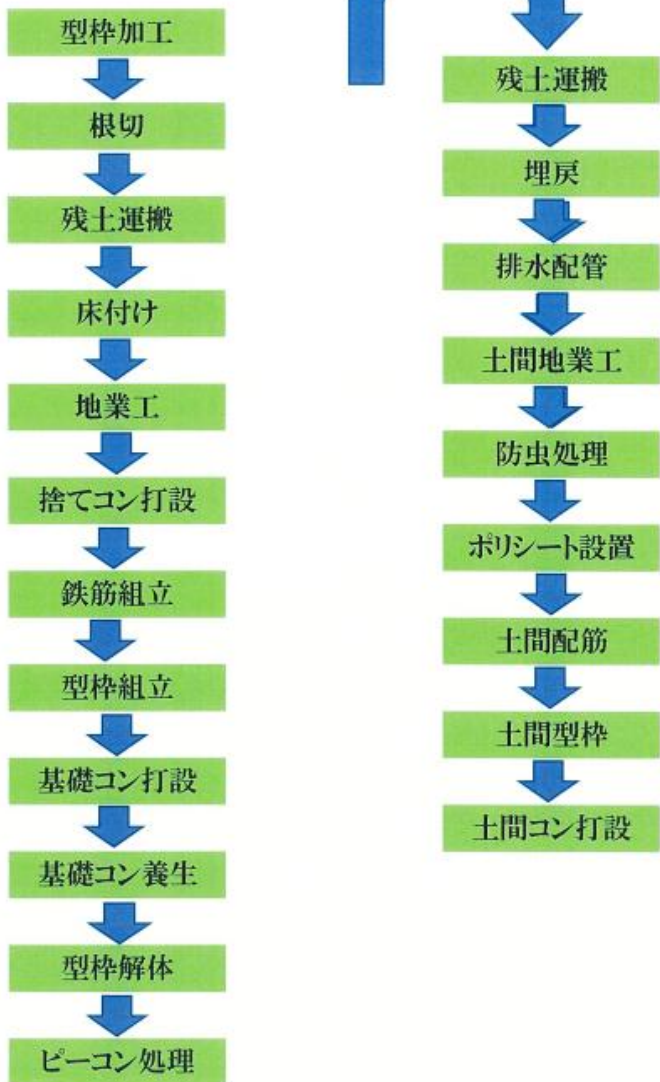 型枠加工
根切
残土運搬
床付け
地業工
捨てコン打設
鉄筋組立
型枠組立
基礎コン打設
基礎コン養生
型枠解体
ピーコン処理
残土運搬
埋戻
排水配管
土間地業工
防虫処理
ポリシート設置
土間配筋
土間型枠
土間コン打設